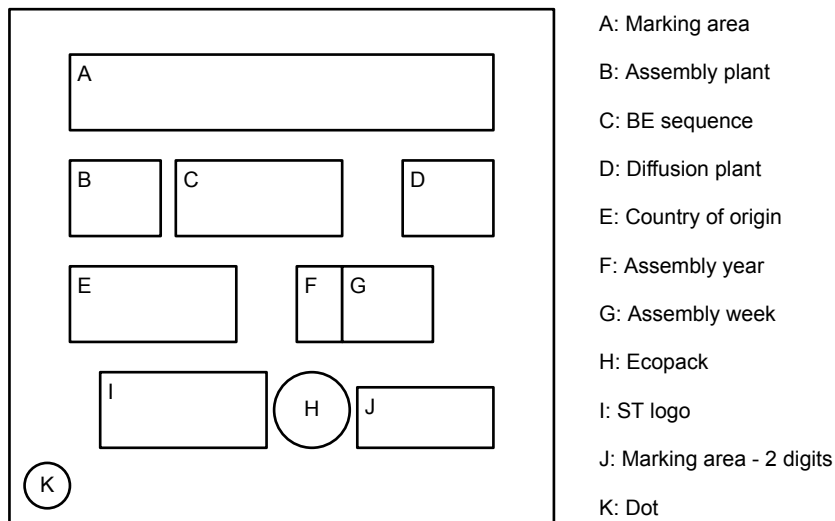 A
B
C
D
E
F
G
I
H
J
K
A: Marking area
B: Assembly plant
C: BE sequence
D: Diffusion plant
E: Country of origin
F: Assembly year
G: Assembly week
H: Ecopack
I: ST logo
J: Marking area - 2 digits
K: Dot